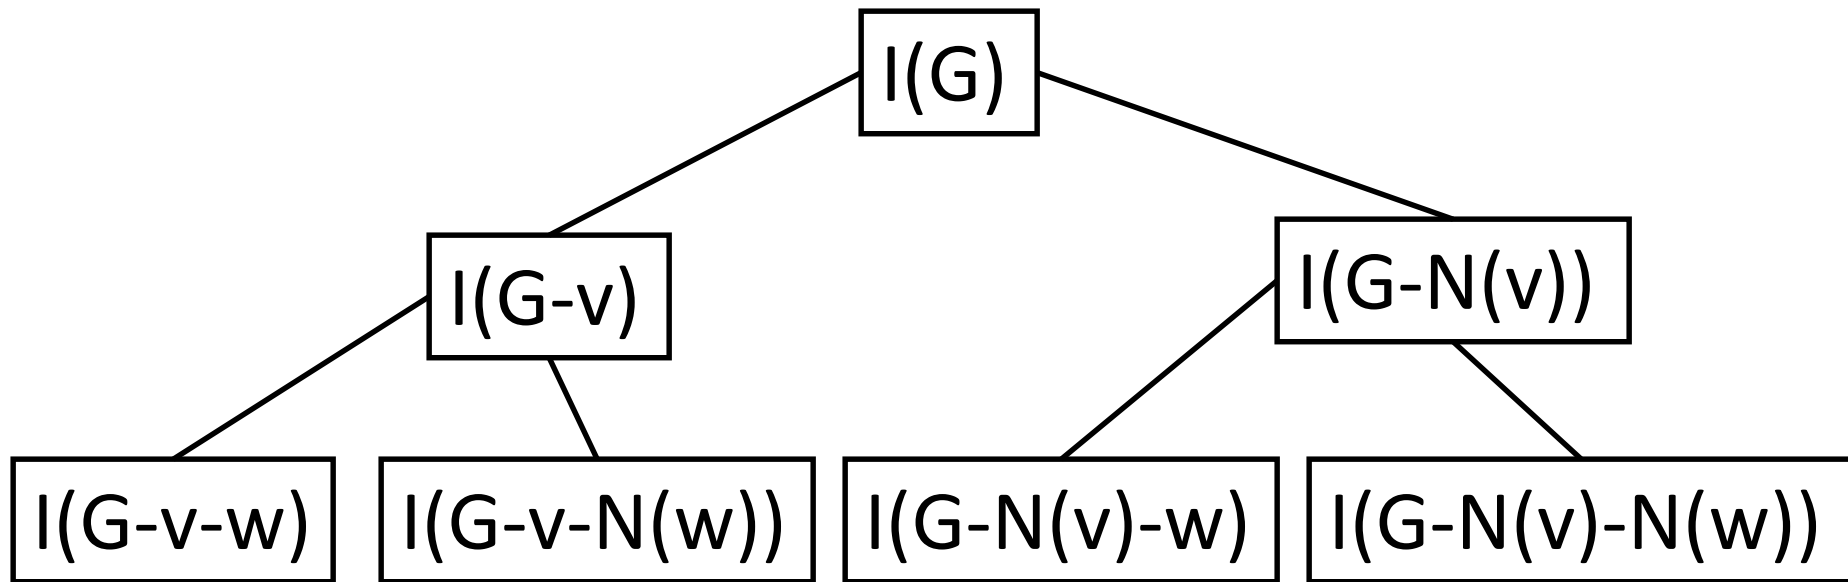 I(G)
I(G-v)
I(G-N(v))
I(G-v-w)
I(G-v-N(w))
I(G-N(v)-w)
I(G-N(v)-N(w))